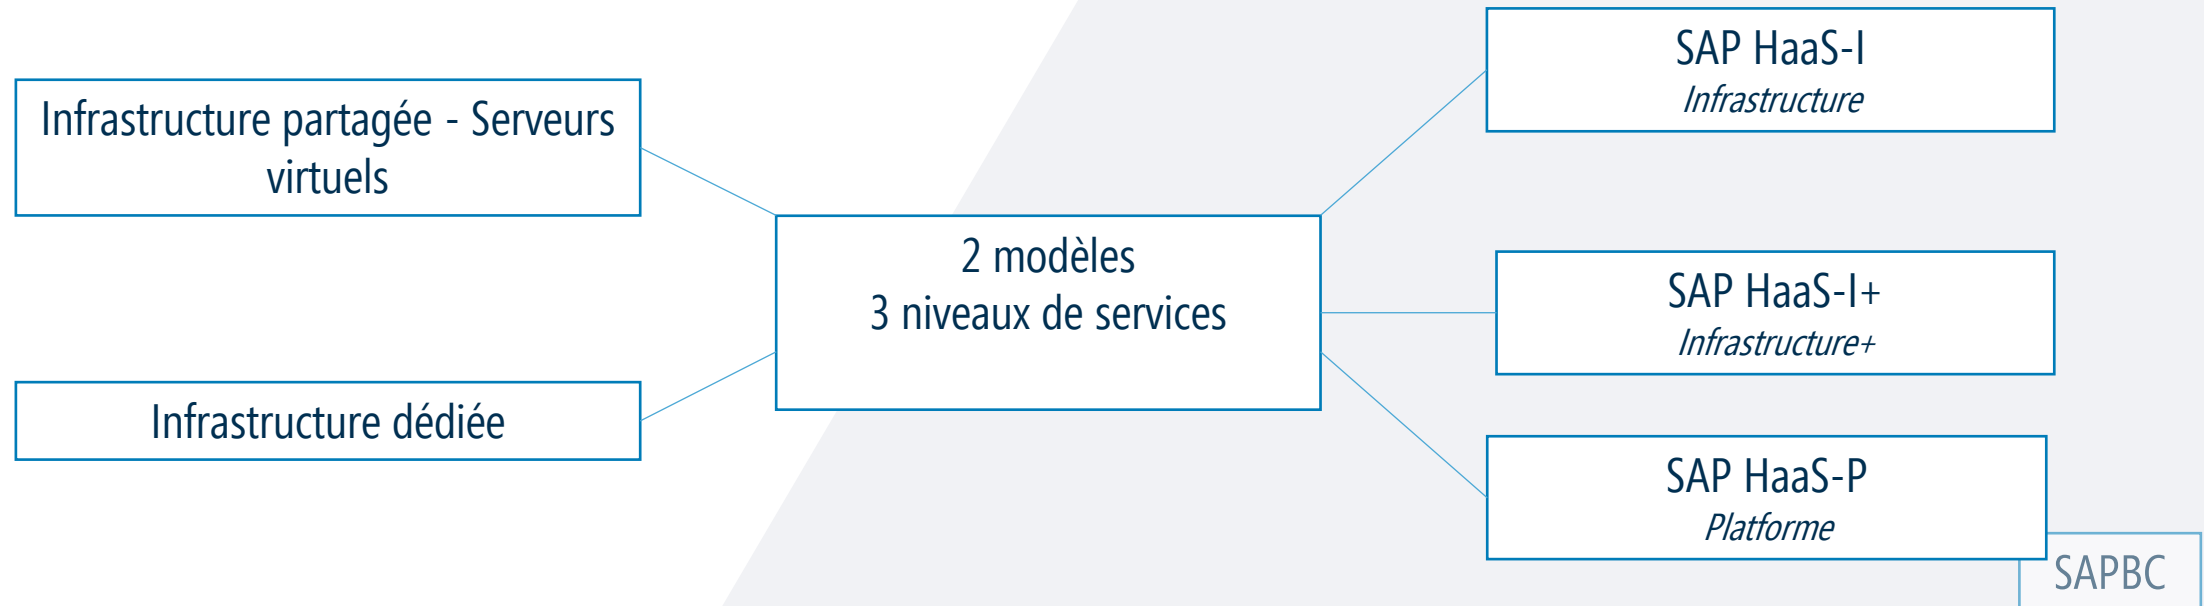 Infrastructure partagée - Serveurs
virtuels
Infrastructure dédiée
2 modèles
3 niveaux de services
SAP HaaS-I
Infrastructure
SAP HaaS-I+
Infrastructure+
SAP HaaS-P
Platforme
SAPBC